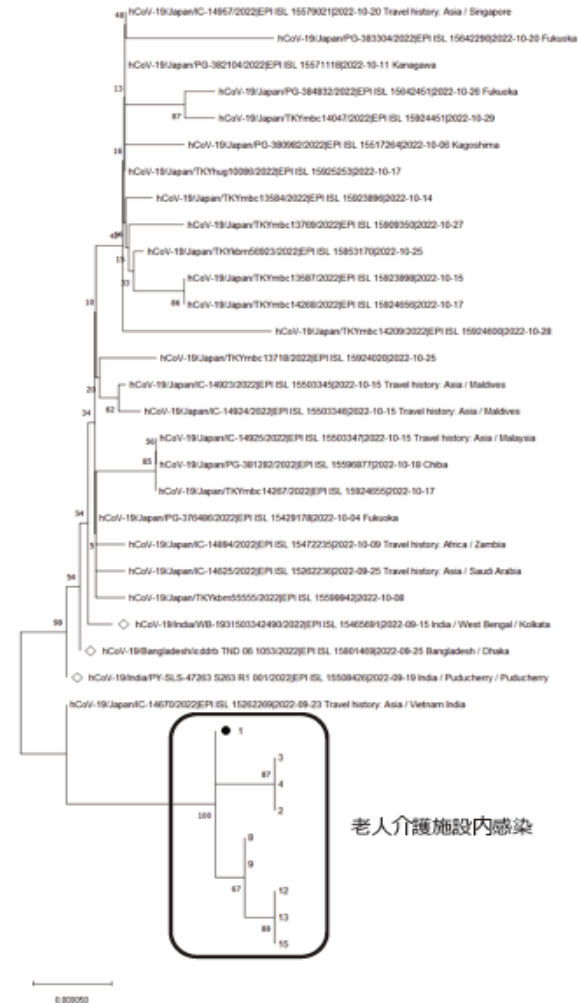 48
hCoV-19/Japan/IC-14957/2022|EPI ISL 15579021|2022-10-20 Travel history: Asia / Singapore
hCoV-19/Japan/PG-383304/2022|EPI ISL 15642290|2022-10-20 Fukuoka
hCoV-19/Japan/PG-382104/2022|EPI ISL 15571118|2022-10-11 Kanagawa
13
hCoV-19/Japan/PG-384832/2022|EPI ISL 15642451|2022-10-26 Fukuoka
87
hCoV-19/Japan/TKYmbc14047/2022|EPI ISL 15924451|2022-10-29
hCoV-19/Japan/PG-380982/2022|EPI ISL 15517264|2022-10-06 Kagoshima
16
hCoV-19/Japan/TKYhug10086/2022|EPI ISL 15925253|2022-10-17
hCoV-19/Japan/TKYmbc13584/2022|EPI ISL 15923896|2022-10-14
hCoV-19/Japan/TKYmbc13769/2022|EPI ISL 15909350|2022-10-27
hCoV-19/Japan/TKYkbm56923/2022|EPI ISL 15853170|2022-10-25
15
33
hCoV-19/Japan/TKYmbc13587/2022|EPI ISL 15923898|2022-10-15
86
hCoV-19/Japan/TKYmbc14268/2022|EPI ISL 15924656|2022-10-17
10
hCoV-19/Japan/TKYmbc14209/2022|EPI ISL 15924600|2022-10-28
hCoV-19/Japan/TKYmbc13718/2022|EPI ISL 15924020|2022-10-25
20
hCoV-19/Japan/IC-14923/2022|EPI ISL 15503345|2022-10-15 Travel history: Asia / Maldives
62
hCoV-19/Japan/IC-14924/2022|EPI ISL 15503346|2022-10-15 Travel history: Asia / Maldives
34
56
hCoV-19/Japan/IC-14925/2022|EPI ISL 15503347|2022-10-15 Travel history: Asia / Malaysia
85
hCoV-19/Japan/PG-381282/2022|EPI ISL 15596877|2022-10-18 Chiba
hCoV-19/Japan/TKYmbc14267/2022|EPI ISL 15924655|2022-10-17
54
hCoV-19/Japan/PG-376486/2022|EPI ISL 15429178|2022-10-04 Fukuoka
5
hCoV-19/Japan/IC-14894/2022|EPI ISL 15472235|2022-10-09 Travel history: Africa / Zambia
hCoV-19/Japan/IC-14625/2022|EPI ISL 15262236|2022-09-25 Travel history: Asia / Saudi Arabia
94
hCoV-19/Japan/TKYkbm55555/2022|EPI ISL 15599942|2022-10-08
98
hCoV-19/India/WB-1931503342490/2022|EPI ISL 15465691|2022-09-15 India / West Bengal / Kolkata
hCoV-19/Bangladesh/icddrb TND 06 1053/2022|EPI ISL 15801469|2022-09-25 Bangladesh / Dhaka
hCoV-19/India/PY-SLS-47263 S263 R1 001/2022|EPI ISL 15508426|2022-09-19 India / Puducherry / Puducherry
hCoV-19/Japan/IC-14670/2022|EPI ISL 15262269|2022-09-23 Travel history: Asia / Vietnam India
1
3
87
4
2
100
老人介護施設内感染
8
9
67
12
13
88
15
0.000050